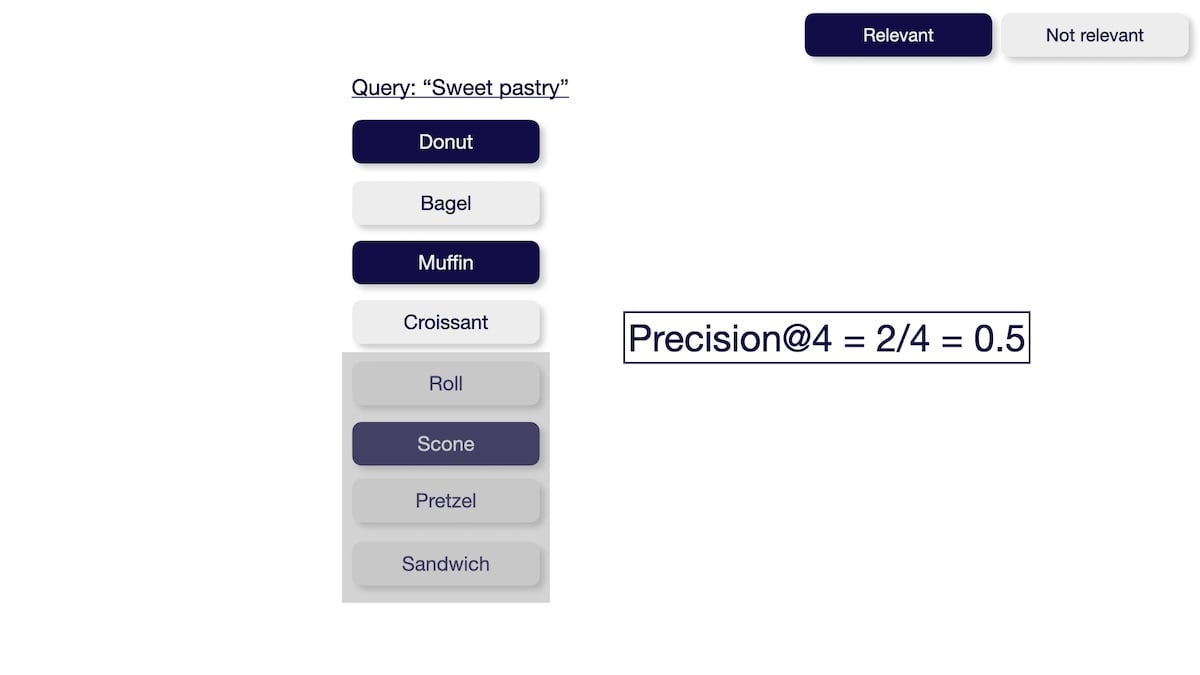 Relevant
Not relevant
Query: “Sweet pastry”
Donut
Bagel
Muffin
Croissant
Precision@4 = 2/4 = 0.5
Roll
Scone
Pretzel
Sandwich